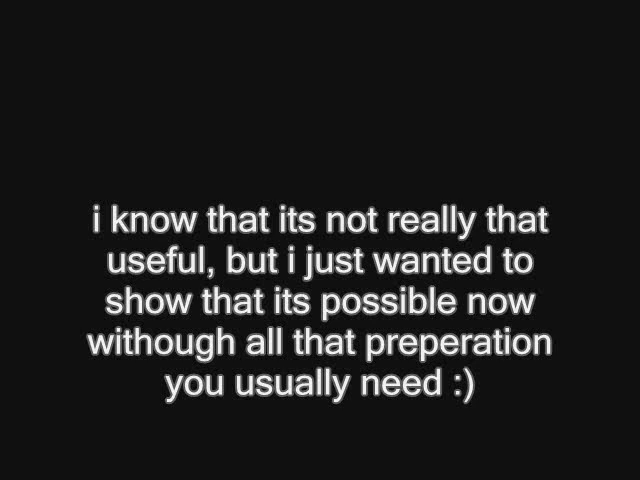 i know that its not really that
useful, but i just wanted to
show that its possible now
withough all that preperation
you usually need :)